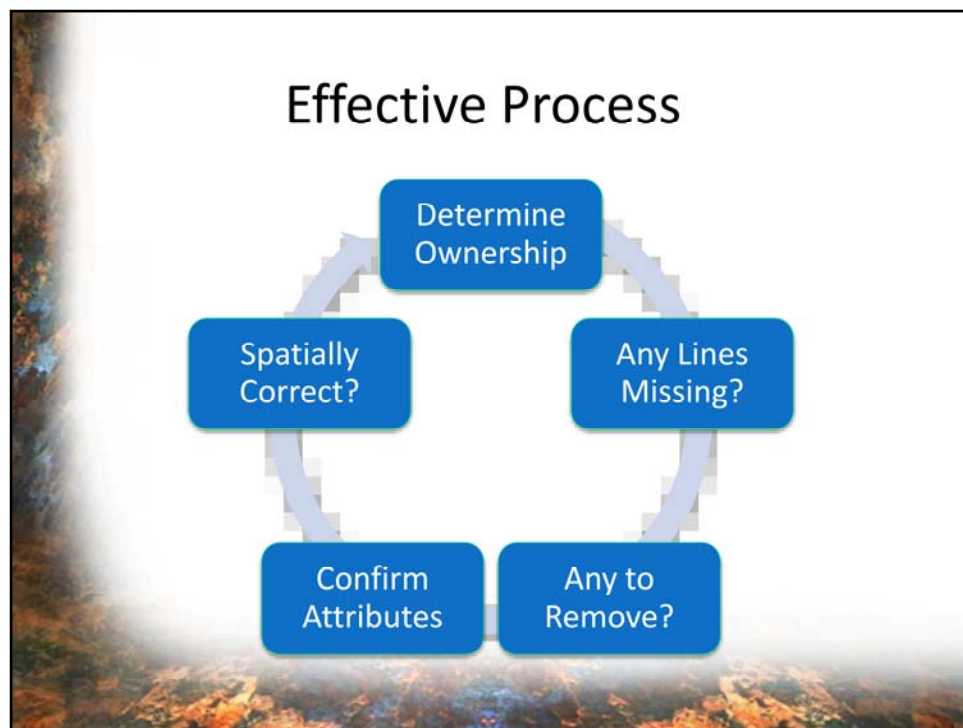 Effective Process
Determine
Ownership
Any Lines
Missing?
Any to
Remove?
Confirm
Attributes
Spatially
Correct?